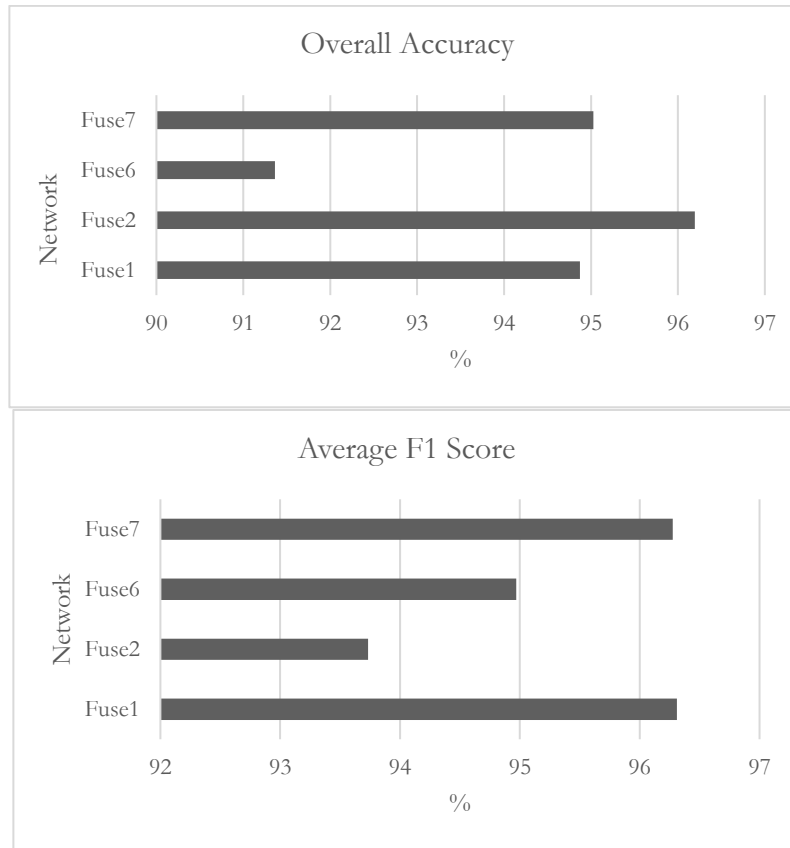 Overall Accuracy
Fuse7
Fuse6
Fuse2
Fuse1
Network
90 91 92 93 94 95 96 97
%
Average F1 Score
Fuse7
Fuse6
Fuse2
Fuse1
Network
92 93 94 95 96 97
%